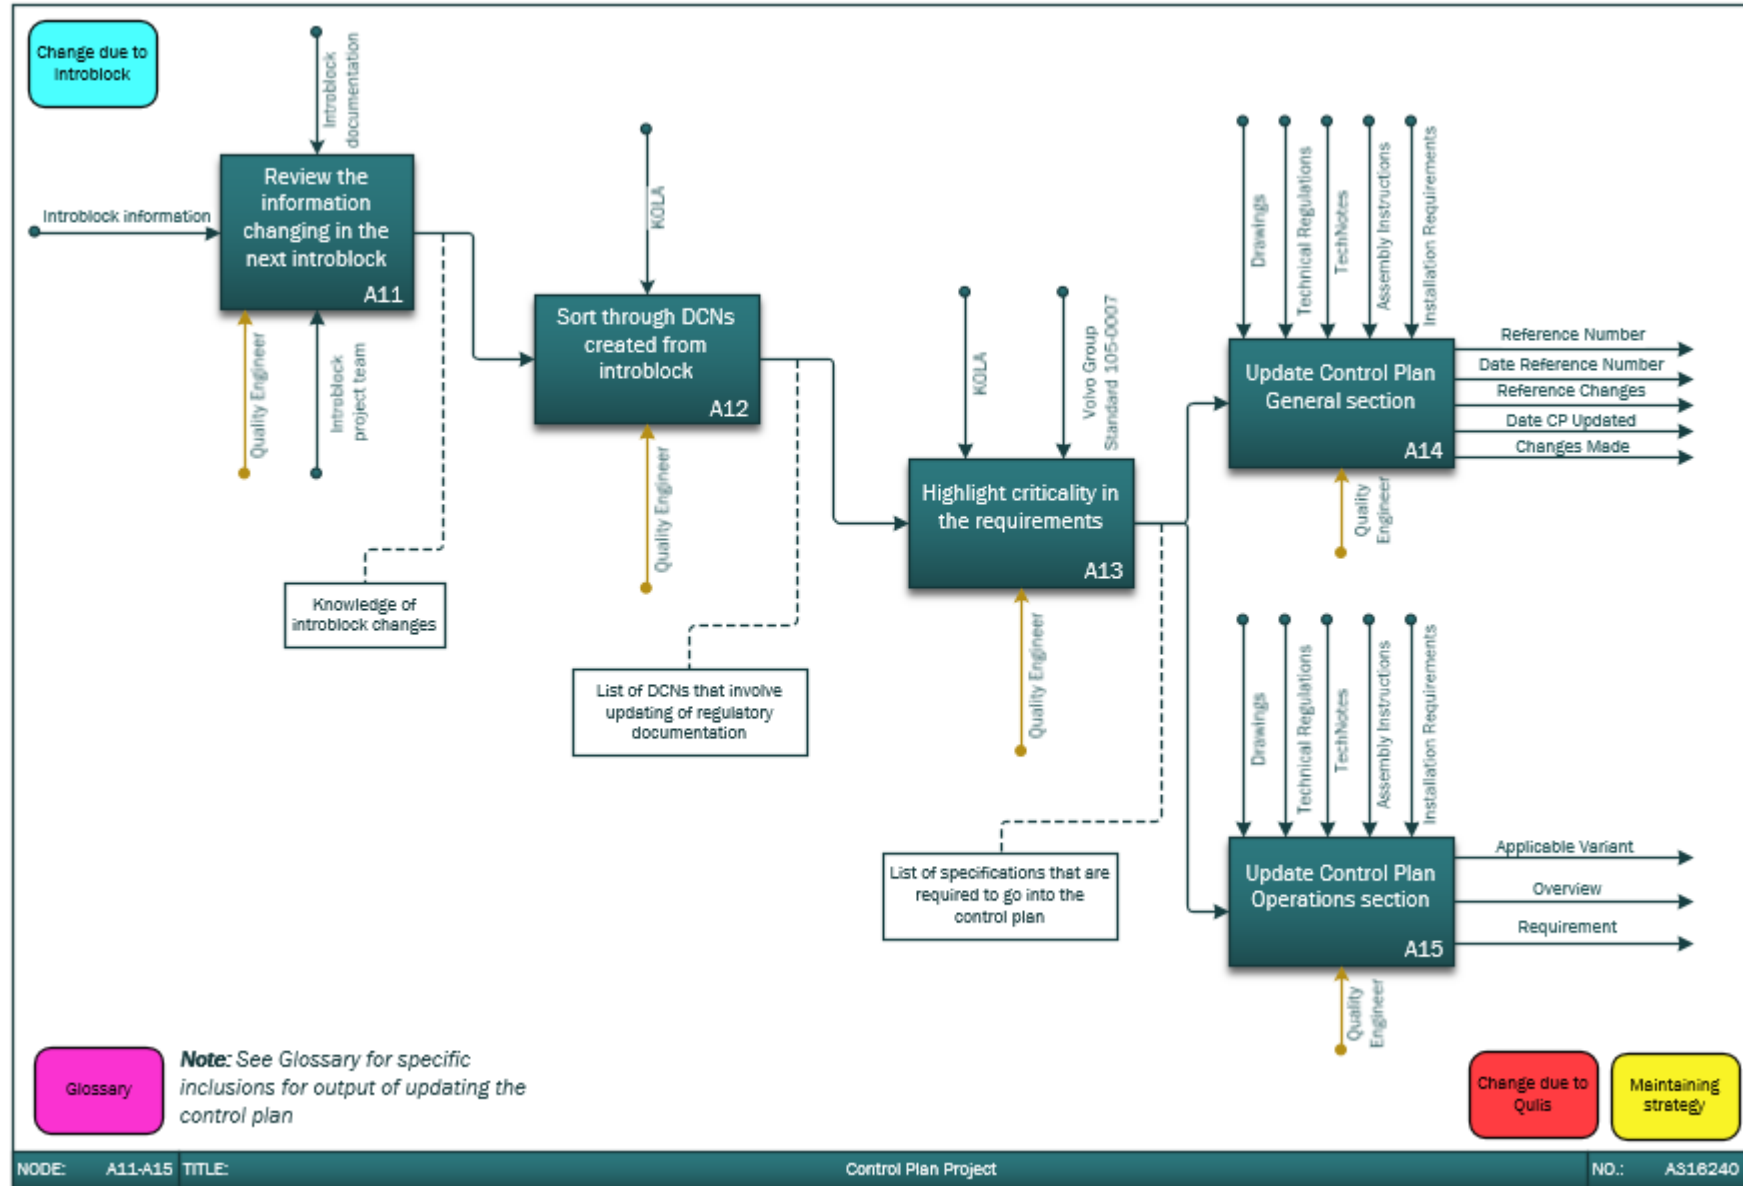 Change due to
Introblock
Introblock
documentation
Introblock information
Review the
information
changing in the
next introblock
A11
Quality Engineer
Introblock
project team
Knowledge of
introblock changes
KOLA
Sort through DCNs
created from
introblock
A12
Quality Engineer
List of DCNs that involve
updating of regulatory
documentation
KOLA
Volvo Group
Standard 105-0007
Highlight criticality in
the requirements
A13
Quality Engineer
List of specifications that are
required to go into the
control plan
Drawings
Technical Regulations
TechNotes
Assembly Instructions
Installation Requirements
Update Control Plan
General section
A14
Reference Number
Date Reference Number
Reference Changes
Date CP Updated
Changes Made
Quality
Engineer
Drawings
Technical Regulations
TechNotes
Assembly Instructions
Installation Requirements
Update Control Plan
Operations section
A15
Applicable Variant
Overview
Requirement
Quality
Engineer
Glossary
Note: See Glossary for specific
inclusions for output of updating the
control plan
Change due to
Qulis
Maintaining
strategy
NODE: A11-A15 TITLE: Control Plan Project NO.: AS16240